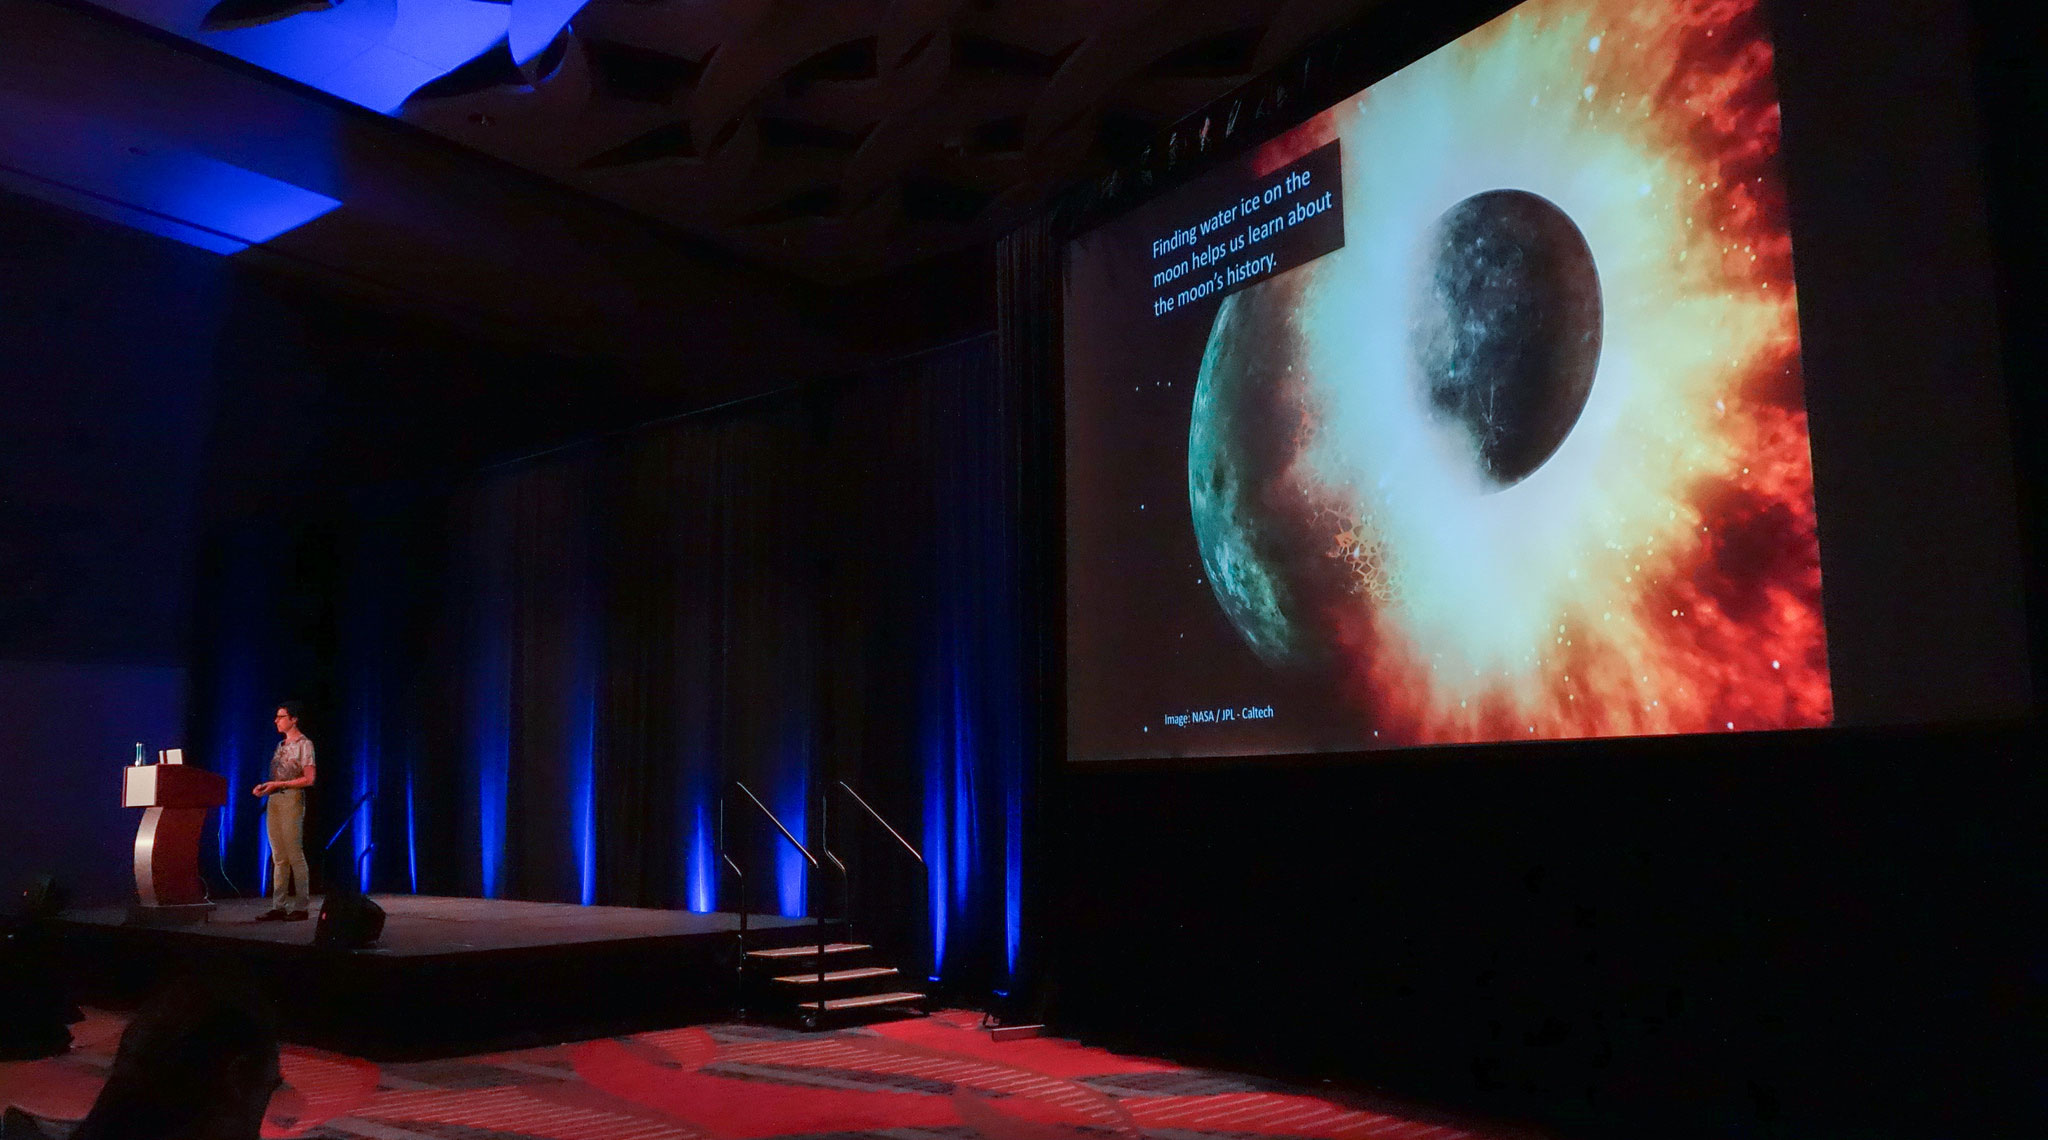 Finding water ice on the
moon helps us learn about
the moon's history.
Image: NASA / JPL - Caltech